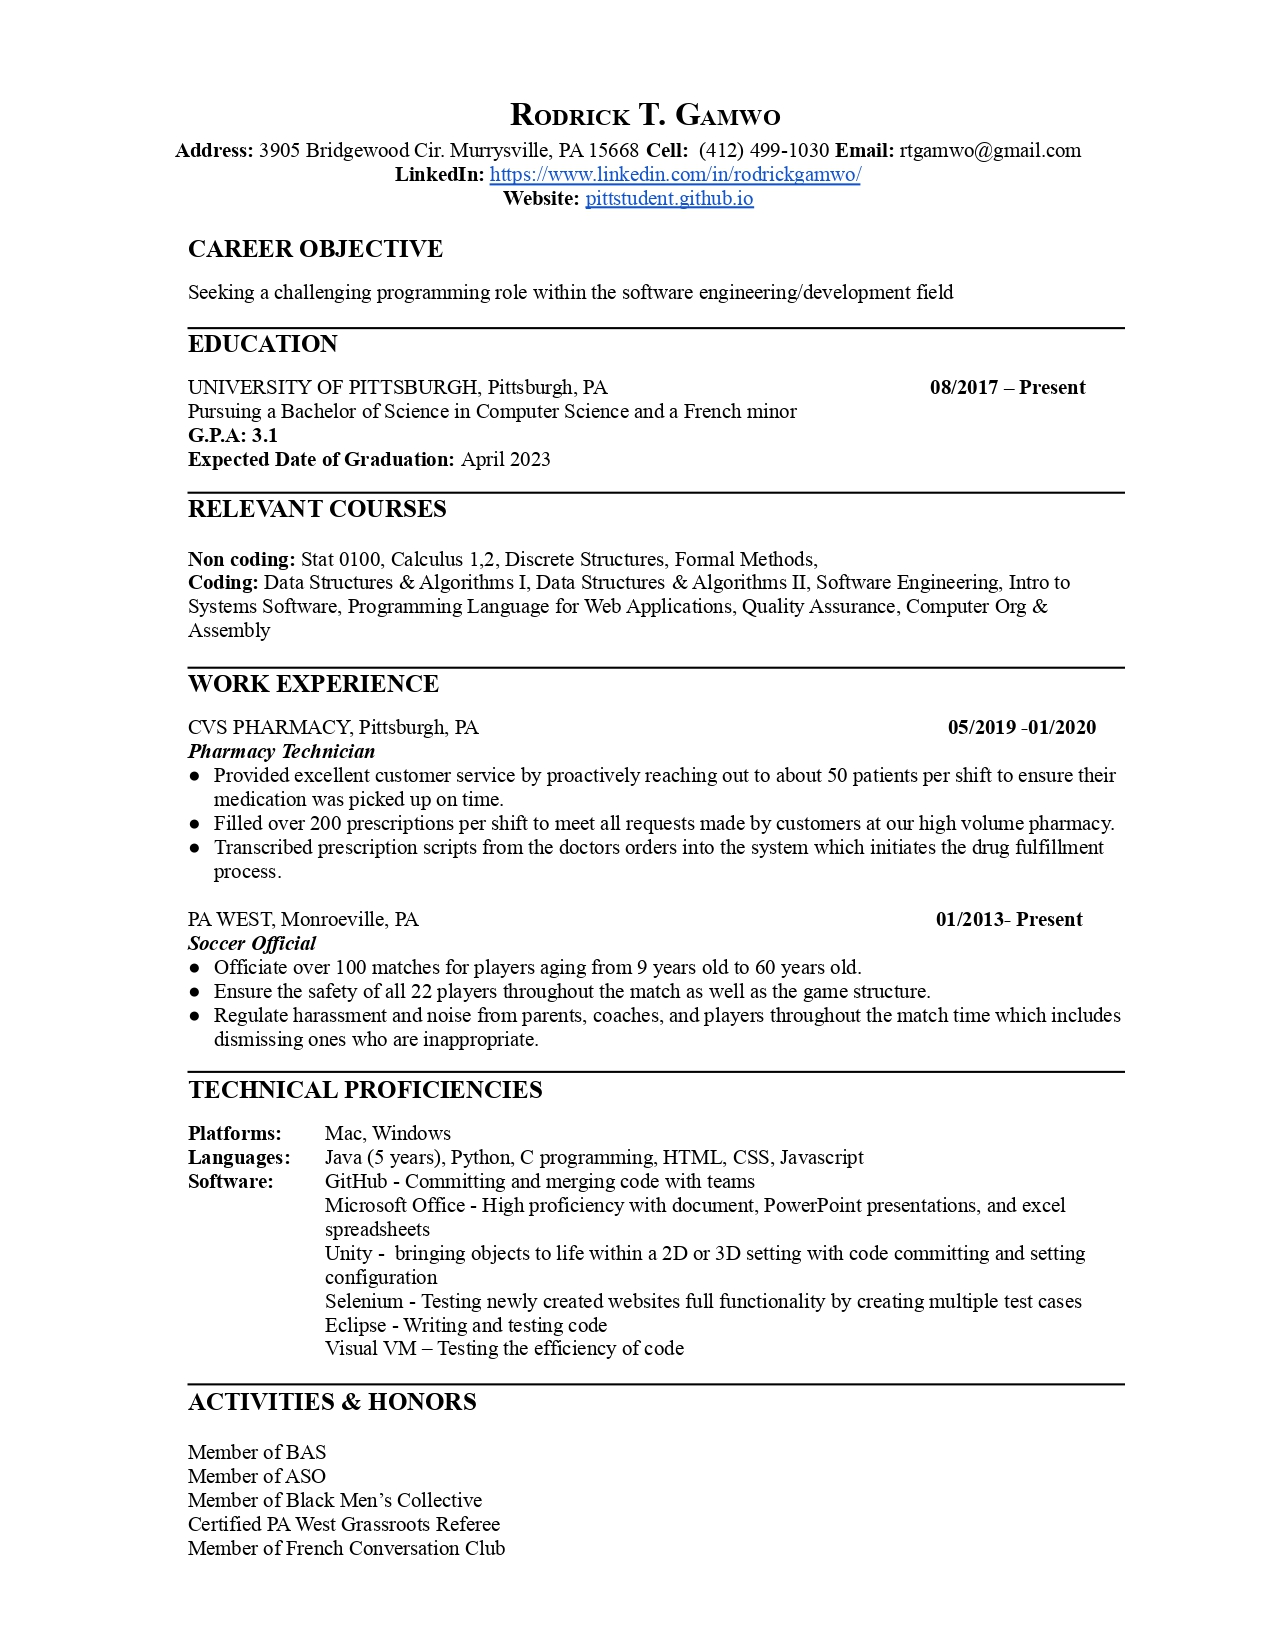 RODRICK T. GAMWO
Address: 3905 Bridgewood Cir. Murrysville, PA 15668 Cell:  (412) 499-1030 Email: rtgamwo@gmail.com
LinkedIn: https://www.linkedin.com/in/rodrickgamwo/
Website: pittstudent.github.io
CAREER OBJECTIVE
Seeking a challenging programming role within the software engineering/development field
EDUCATION
UNIVERSITY OF PITTSBURGH, Pittsburgh, PA 08/2017 – Present
Pursuing a Bachelor of Science in Computer Science and a French minor
G.P.A: 3.1
Expected Date of Graduation: April 2023
RELEVANT COURSES
Non coding: Stat 0100, Calculus 1,2, Discrete Structures, Formal Methods,
Coding: Data Structures & Algorithms I, Data Structures & Algorithms II, Software Engineering, Intro to
Systems Software, Programming Language for Web Applications, Quality Assurance, Computer Org &
Assembly
WORK EXPERIENCE
CVS PHARMACY, Pittsburgh, PA 05/2019 -01/2020
Pharmacy Technician
● Provided excellent customer service by proactively reaching out to about 50 patients per shift to ensure their
medication was picked up on time.
● Filled over 200 prescriptions per shift to meet all requests made by customers at our high volume pharmacy.
● Transcribed prescription scripts from the doctors orders into the system which initiates the drug fulfillment
process.
PA WEST, Monroeville, PA 01/2013- Present
Soccer Official
● Officiate over 100 matches for players aging from 9 years old to 60 years old.
● Ensure the safety of all 22 players throughout the match as well as the game structure.
● Regulate harassment and noise from parents, coaches, and players throughout the match time which includes
dismissing ones who are inappropriate.
TECHNICAL PROFICIENCIES
Platforms: Mac, Windows
Languages: Java (5 years), Python, C programming, HTML, CSS, Javascript
Software: GitHub - Committing and merging code with teams
Microsoft Office - High proficiency with document, PowerPoint presentations, and excel
spreadsheets
Unity -  bringing objects to life within a 2D or 3D setting with code committing and setting
configuration
Selenium - Testing newly created websites full functionality by creating multiple test cases
Eclipse - Writing and testing code
Visual VM – Testing the efficiency of code
ACTIVITIES & HONORS
Member of BAS
Member of ASO
Member of Black Men’s Collective
Certified PA West Grassroots Referee
Member of French Conversation Club